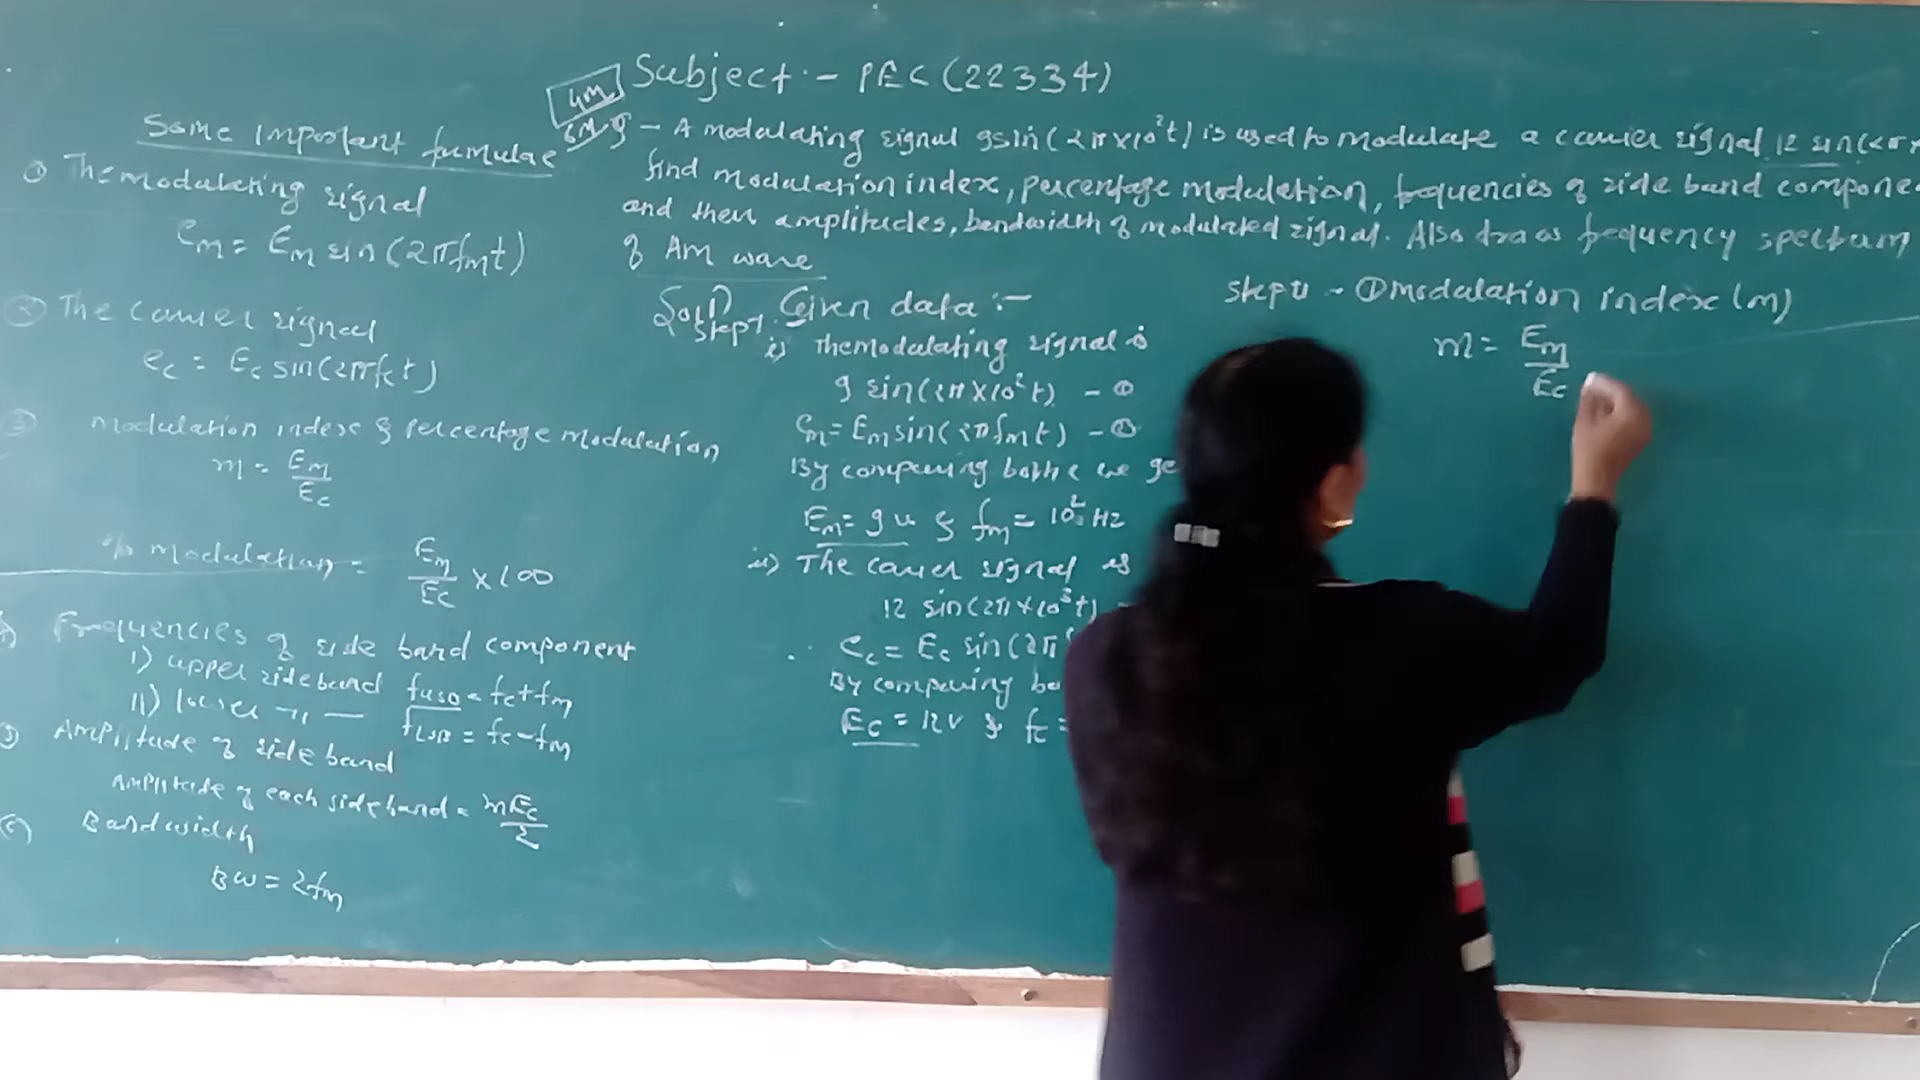 Subject :- PEC (22334)
4m
6m Q - A modulating signal 9 sin(2π×10²t) is used to modulate a carrier signal 12 sin(2π×
find modulation index, percentage modulation, frequencies of side band compone
and their amplitudes, bandwidth of modulated signal. Also draw frequency spectrum
of AM wave
Some important formulae
① The modulating signal
em = Em sin(2πfmt)
② The carrier signal
ec = Ec sin(2πfct)
③ modulation index & percentage modulation
m = Em/Ec
% modulation = Em/Ec × 100
Frequencies of side band component
i) upper sideband fUSB = fc+fm
ii) lower -"- fLSB = fc-fm
Amplitude of side band
Amplitude of each sideband = mEc/2
Bandwidth
BW = 2fm
Step I Given data :-
i) The modulating signal is
9 sin(2π×10²t) - ①
em = Em sin(2πfmt) - ②
By comparing both we ge
Em = 9v & fm = 10² Hz
ii) The carrier signal is
12 sin(2π×10³t)
ec = Ec sin(2π
By comparing bo
Ec = 12v & fc =
Step II - ① Modulation index (m)
m = Em/Ec